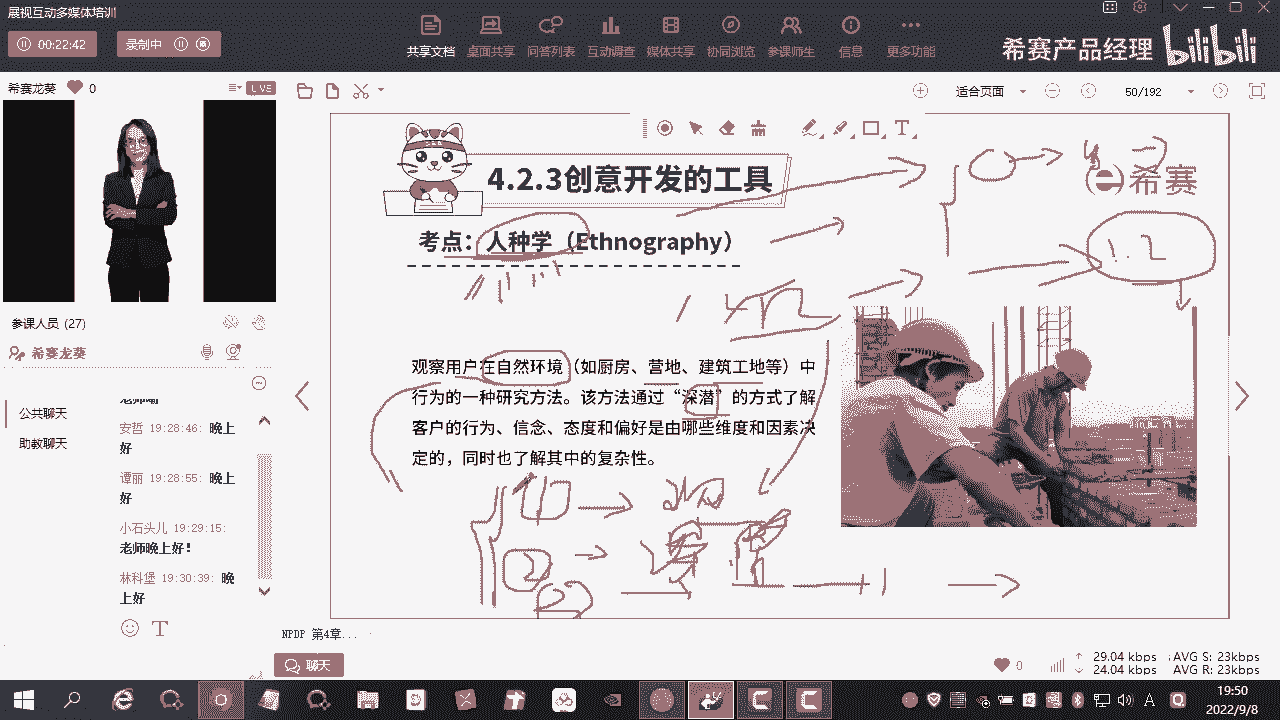 展视互动多媒体培训
00:22:42
录制中
共享文档
桌面共享
问答列表
互动调查
媒体共享
协同浏览
参课师生
信息
更多功能
希赛产品经理
bilibili
希赛龙葵
0
LIVE
适合页面
50/192
4.2.3创意开发的工具
希赛
考点：人种学（Ethnography）
观察用户在自然环境（如厨房、营地、建筑工地等）中
行为的一种研究方法。该方法通过“深潜”的方式了解
客户的行为、信念、态度和偏好是由哪些维度和因素决
定的，同时也了解其中的复杂性。
参课人员 (27)
希赛龙葵
公共聊天
助教聊天
安哲 19:28:46: 晚上
好
谭丽 19:28:55: 晚上
好
小石头儿 19:29:15:
老师晚上好！
林科堡 19:30:39: 晚
上好
NPDP 第4章...
聊天
0
29.04 kbps
AVG S: 23kbps
24.04 kbps
AVG R: 23kbps
19:50
2022/9/8